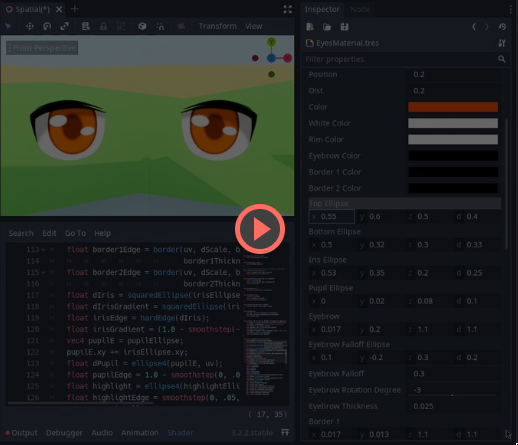 Spatial(*)
Transform View
Front Perspective
Y
Search Edit Go To Help
113 float border1Edge = border(uv, dScale, b
114 border1Thickn
115 float border2Edge = border(uv, dScale, b
116 border2Thickn
117 float dIris = squaredEllipse(irisEllipse
118 float dIrisGradient = squaredEllipse(iri
119 float irisEdge = hardEdge(dIris);
120 float irisGradient = (1.0 - smoothstep(-
121 vec4 pupilE = pupilEllipse;
122 pupilE.xy += irisEllipse.xy;
123 float dPupil = ellipse4(pupilE, uv);
124 float pupilEdge = 1.0 - smoothstep(0, .0
125 float highlight = ellipse4(highlightElli
126 float highlightEdge = smoothstep(0, .05,
( 17, 35)
Output Debugger Audio Animation Shader 3.2.2.stable
Inspector Node
EyesMaterial.tres
Filter properties
Position 0.2
Dist 0.2
Color
White Color
Rim Color
Eyebrow Color
Border 1 Color
Border 2 Color
Top Ellipse
x 0.55 y 0.6 z 0.5 d 0.4
Bottom Ellipse
x 0.5 y 0.32 z 0.3 d 0.33
Iris Ellipse
x 0.53 y 0.35 z 0.2 d 0.25
Pupil Ellipse
x 0 y 0.02 z 0.08 d 0.1
Eyebrow
x 0.017 y 0.2 z 1.1 d 1.1
Eyebrow Falloff Ellipse
x 0.1 y -0.2 z 0.3 d 0.2
Eyebrow Falloff 0.3
Eyebrow Rotation Degree -3
Eyebrow Thickness 0.025
Border 1
x 0.017 y 0.013 z 1.1 d 1.1